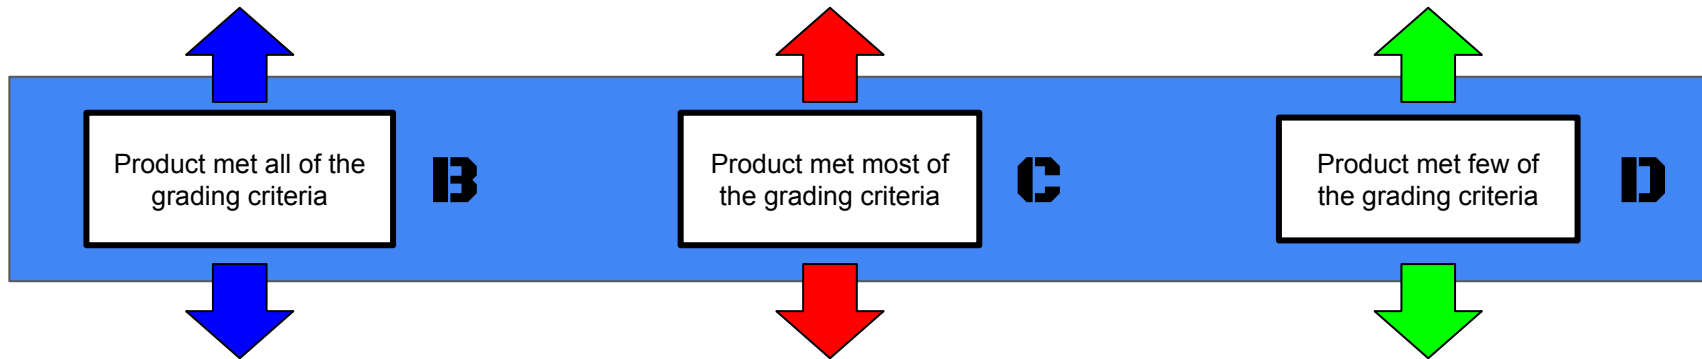 Product met all of the
grading criteria
B
Product met most of
the grading criteria
C
Product met few of
the grading criteria
D